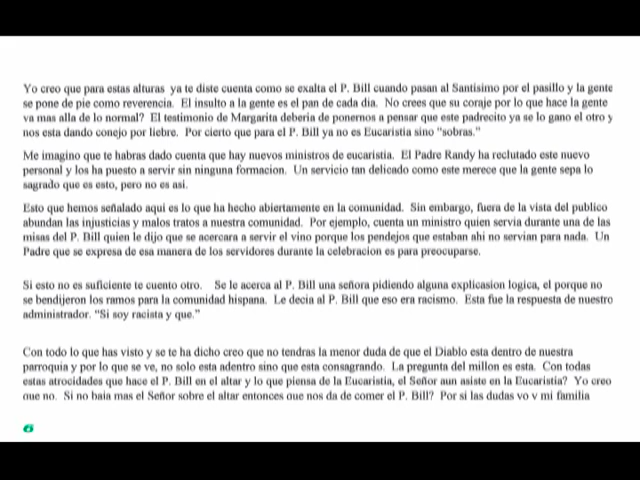 Yo creo que para estas alturas ya te diste cuenta como se exalta el P. Bill cuando pasan al Santisimo por el pasillo y la gente
se pone de pie como reverencia. El insulto a la gente es el pan de cada dia. No crees que su coraje por lo que hace la gente
va mas alla de lo normal? El testimonio de Margarita deberia de ponernos a pensar que este padrecito ya se lo gano el otro y
nos esta dando conejo por liebre. Por cierto que para el P. Bill ya no es Eucaristia sino "sobras."
Me imagino que te habras dado cuenta que hay nuevos ministros de eucaristia. El Padre Randy ha reclutado este nuevo
personal y los ha puesto a servir sin ninguna formacion. Un servicio tan delicado como este merece que la gente sepa lo
sagrado que es esto, pero no es asi.
Esto que hemos señalado aqui es lo que ha hecho abiertamente en la comunidad. Sin embargo, fuera de la vista del publico
abundan las injusticias y malos tratos a nuestra comunidad. Por ejemplo, cuenta un ministro quien servia durante una de las
misas del P. Bill quien le dijo que se acercara a servir el vino porque los pendejos que estaban ahi no servian para nada. Un
Padre que se expresa de esa manera de los servidores durante la celebracion es para preocuparse.
Si esto no es suficiente te cuento otro. Se le acerca al P. Bill una señora pidiendo alguna explicasion logica, el porque no
se bendijeron los ramos para la comunidad hispana. Le decia al P. Bill que eso era racismo. Esta fue la respuesta de nuestro
administrador. "Si soy racista y que."
Con todo lo que has visto y se te ha dicho creo que no tendras la menor duda de que el Diablo esta dentro de nuestra
parroquia y por lo que se ve, no solo esta adentro sino que esta consagrando. La pregunta del millon es esta. Con todas
estas atrocidades que hace el P. Bill en el altar y lo que piensa de la Eucaristia, el Señor aun asiste en la Eucaristia? Yo creo
que no. Si no baja mas el Señor sobre el altar entonces que nos da de comer el P. Bill? Por si las dudas yo y mi familia